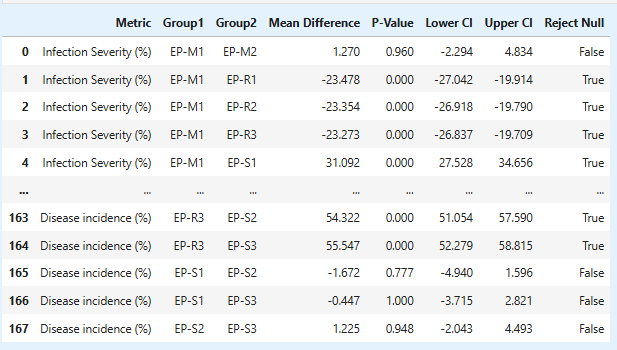 Metric Group1 Group2 Mean Difference P-Value Lower CI Upper CI Reject Null
0 Infection Severity (%) EP-M1 EP-M2 1.270 0.960 -2.294 4.834 False
1 Infection Severity (%) EP-M1 EP-R1 -23.478 0.000 -27.042 -19.914 True
2 Infection Severity (%) EP-M1 EP-R2 -23.354 0.000 -26.918 -19.790 True
3 Infection Severity (%) EP-M1 EP-R3 -23.273 0.000 -26.837 -19.709 True
4 Infection Severity (%) EP-M1 EP-S1 31.092 0.000 27.528 34.656 True
... ... ... ... ... ... ... ... ...
163 Disease incidence (%) EP-R3 EP-S2 54.322 0.000 51.054 57.590 True
164 Disease incidence (%) EP-R3 EP-S3 55.547 0.000 52.279 58.815 True
165 Disease incidence (%) EP-S1 EP-S2 -1.672 0.777 -4.940 1.596 False
166 Disease incidence (%) EP-S1 EP-S3 -0.447 1.000 -3.715 2.821 False
167 Disease incidence (%) EP-S2 EP-S3 1.225 0.948 -2.043 4.493 False